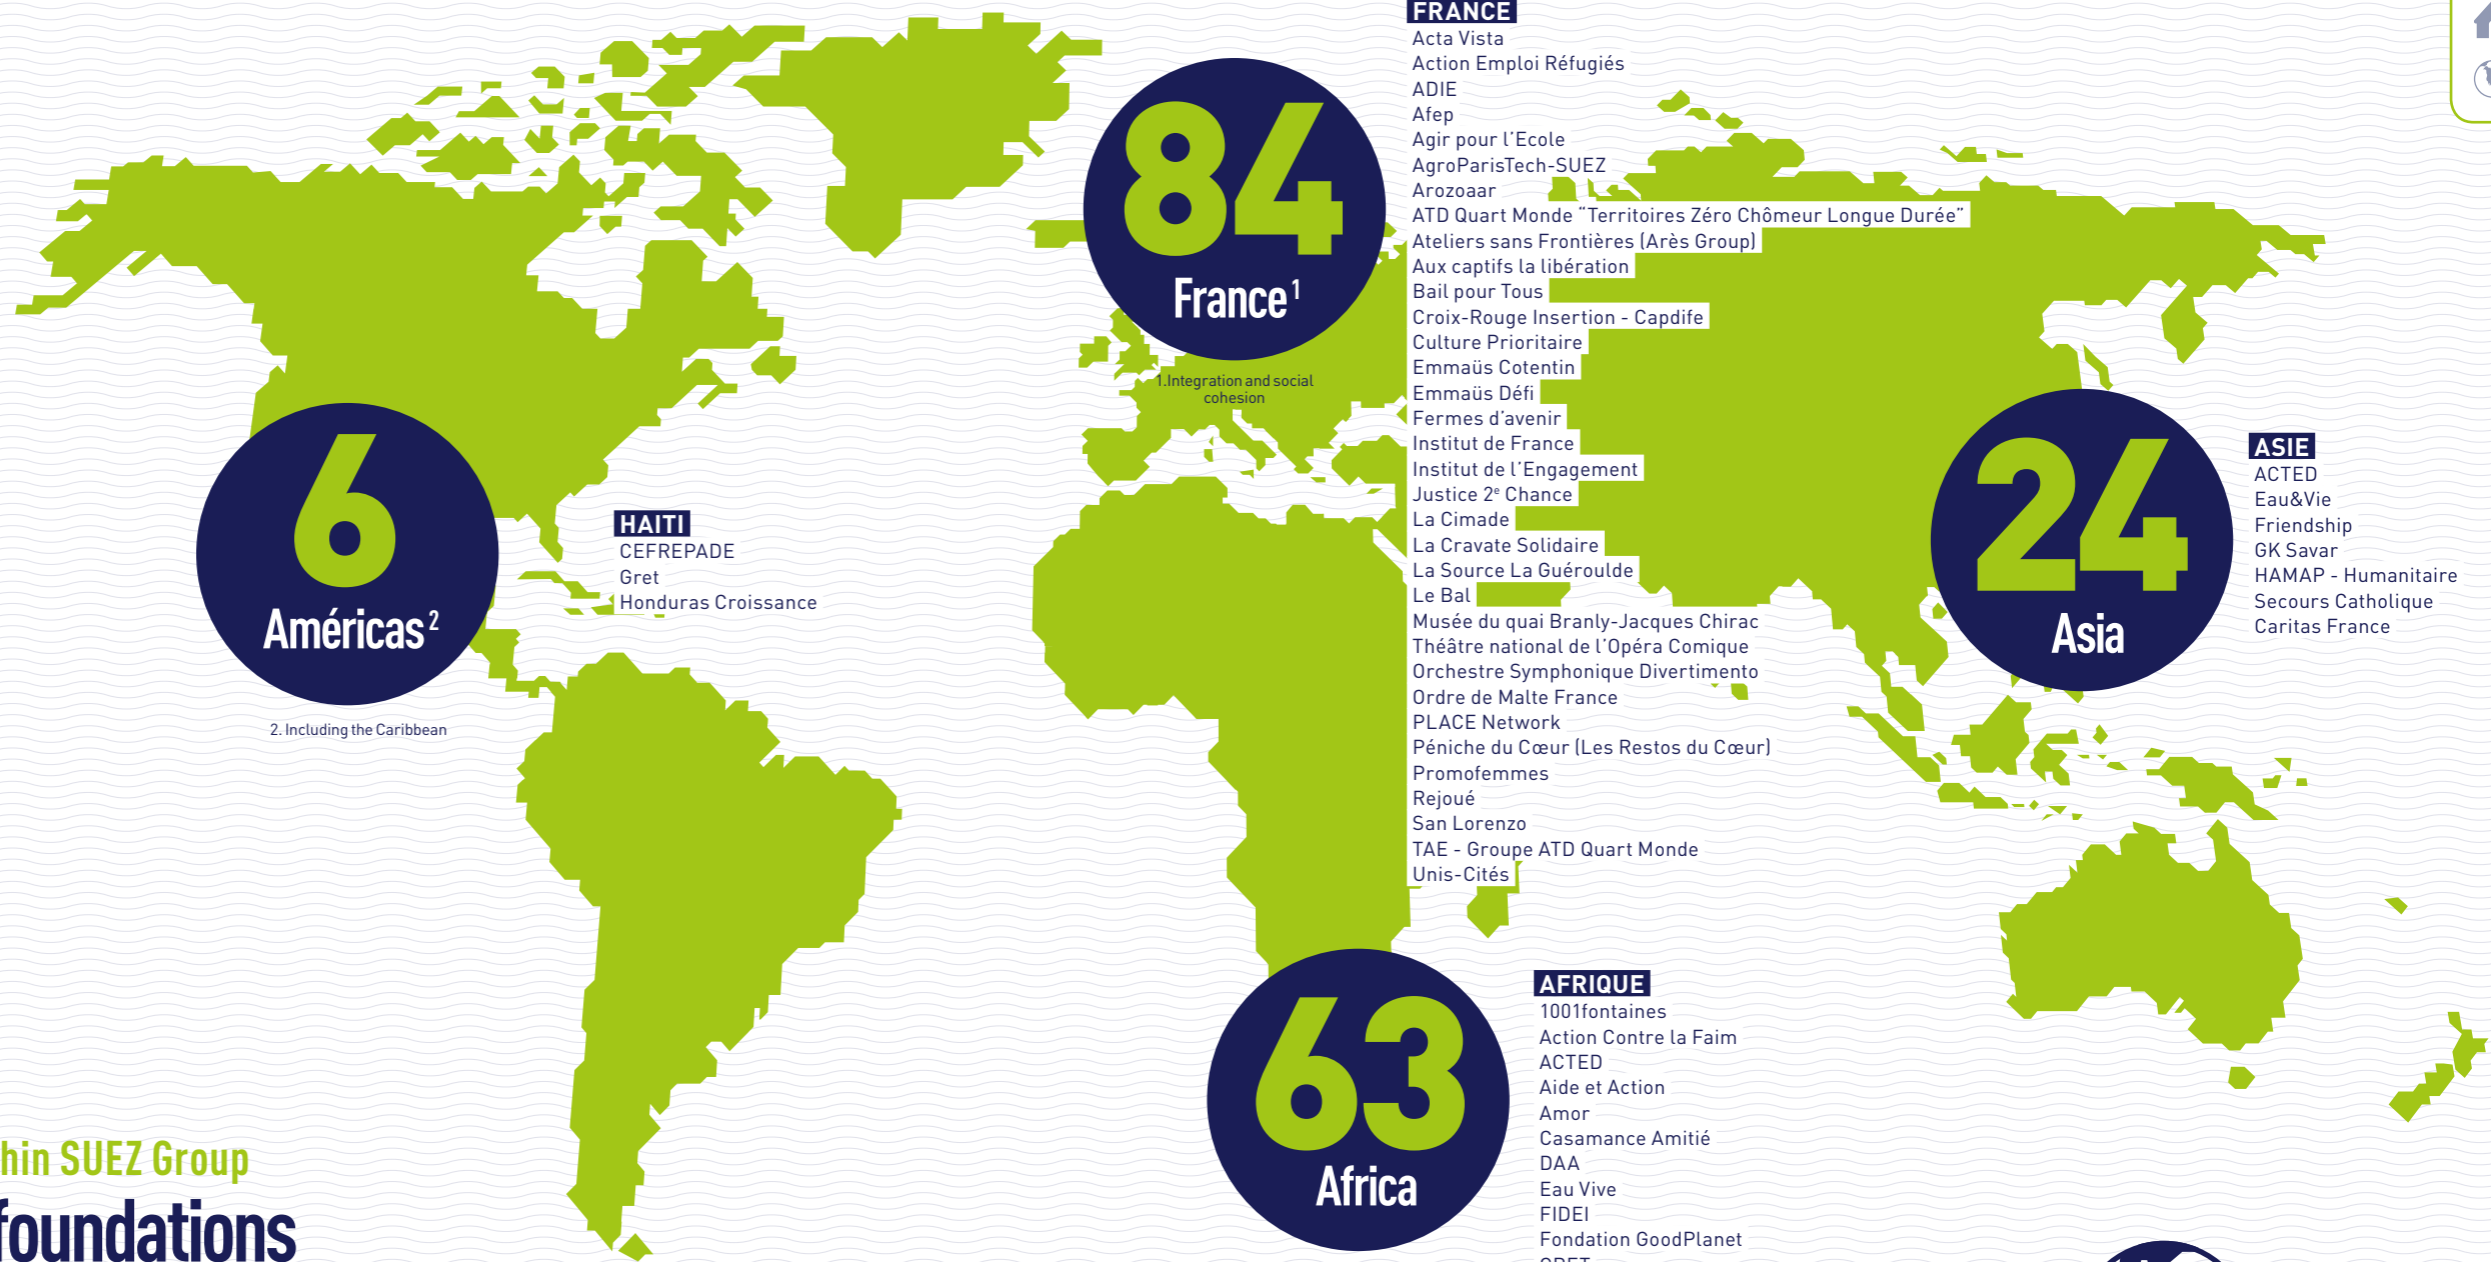 84
France¹
1.Integration and social
cohesion
FRANCE
Acta Vista
Action Emploi Réfugiés
ADIE
Afep
Agir pour l'Ecole
AgroParisTech-SUEZ
Arozoaar
ATD Quart Monde “Territoires Zéro Chômeur Longue Durée”
Ateliers sans Frontières (Arès Group)
Aux captifs la libération
Bail pour Tous
Croix-Rouge Insertion - Capdife
Culture Prioritaire
Emmaüs Cotentin
Emmaüs Défi
Fermes d'avenir
Institut de France
Institut de l'Engagement
Justice 2ᵉ Chance
La Cimade
La Cravate Solidaire
La Source La Guéroulde
Le Bal
Musée du quai Branly-Jacques Chirac
Théâtre national de l'Opéra Comique
Orchestre Symphonique Divertimento
Ordre de Malte France
PLACE Network
Péniche du Cœur (Les Restos du Cœur)
Promofemmes
Rejoué
San Lorenzo
TAE - Groupe ATD Quart Monde
Unis-Cités
6
Américas²
2. Including the Caribbean
HAITI
CEFREPADE
Gret
Honduras Croissance
24
Asia
ASIE
ACTED
Eau&Vie
Friendship
GK Savar
HAMAP - Humanitaire
Secours Catholique
Caritas France
63
Africa
AFRIQUE
1001fontaines
Action Contre la Faim
ACTED
Aide et Action
Amor
Casamance Amitié
DAA
Eau Vive
FIDEI
Fondation GoodPlanet
hin SUEZ Group
foundations